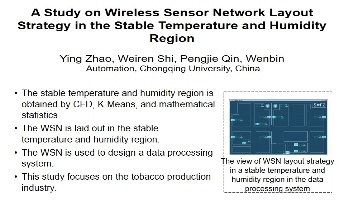 A Study on Wireless Sensor Network Layout
Strategy in the Stable Temperature and Humidity
Region
Ying Zhao, Weiren Shi, Pengjie Qin, Wenbin
Automation, Chongqing University, China
• The stable temperature and humidity region is
obtained by CFD, K Means, and mathematical
statistics.
• The WSN is laid out in the stable
temperature and humidity region.
• The WSN is used to design a data processing
system.
• This study focuses on the tobacco production
industry.
The view of WSN layout strategy
in a stable temperature and
humidity region in the data
processing system